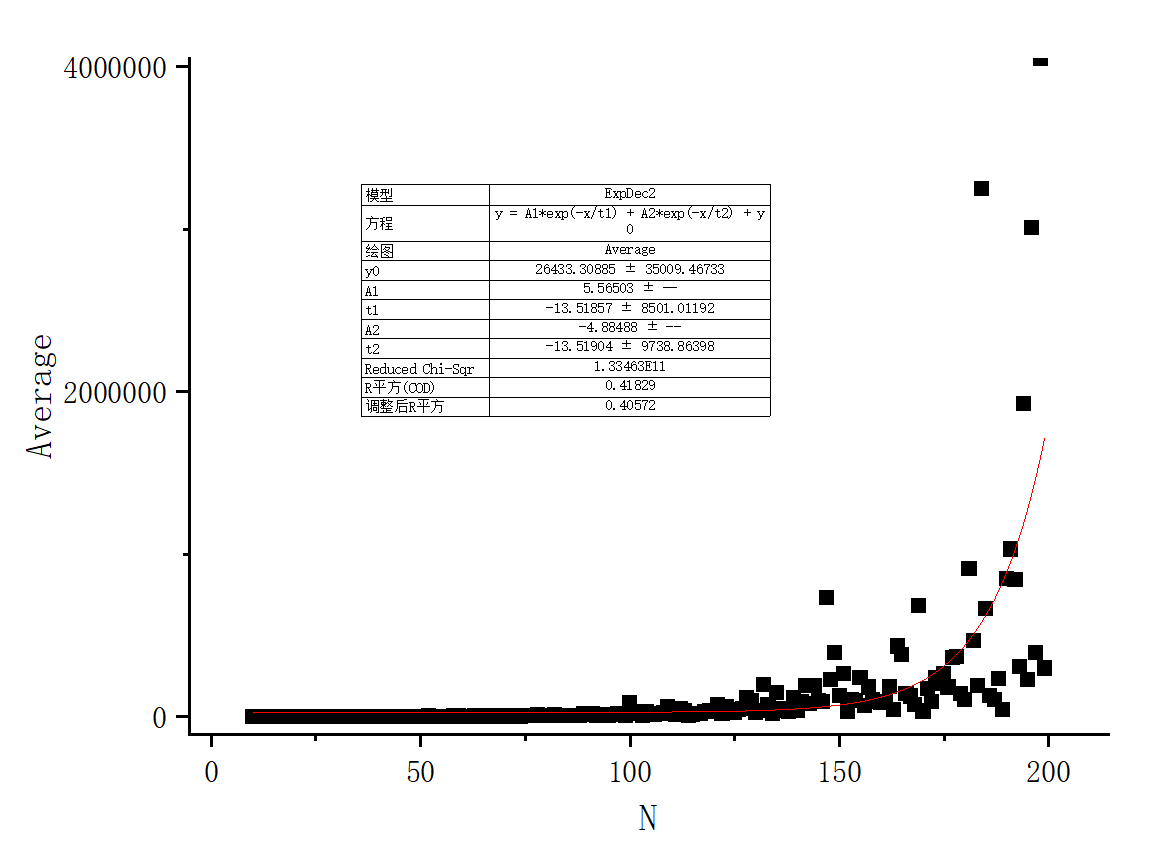 4000000
2000000
0
Average
模型 ExpDec2
方程 y = A1*exp(-x/t1) + A2*exp(-x/t2) + y
0
绘图 Average
y0 26433.30885 ± 35009.46733
A1 5.56503 ± --
t1 -13.51857 ± 8501.01192
A2 -4.88488 ± --
t2 -13.51904 ± 9738.86398
Reduced Chi-Sqr 1.33463E11
R平方(COD) 0.41829
调整后R平方 0.40572
0 50 100 150 200
N